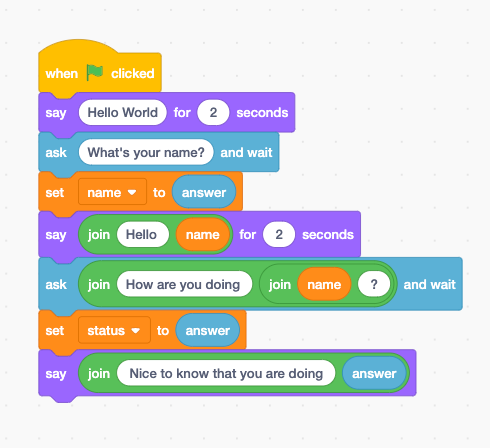 when clicked
say Hello World for 2 seconds
ask What's your name? and wait
set name to answer
say join Hello name for 2 seconds
ask join How are you doing join name ? and wait
set status to answer
say join Nice to know that you are doing answer